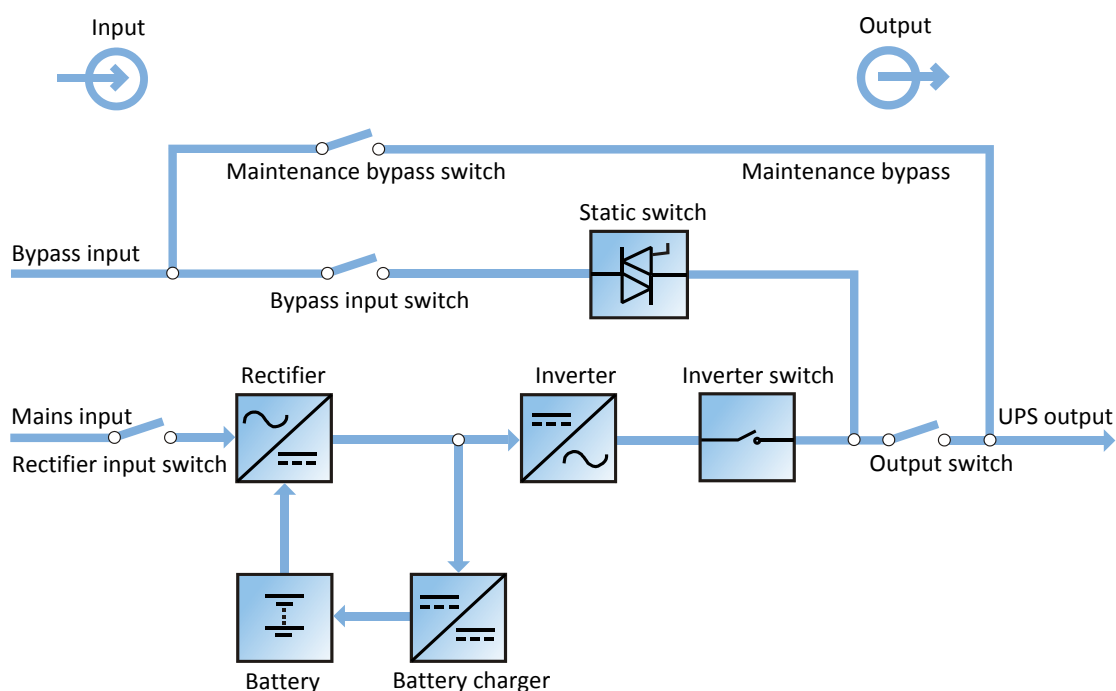 Input
Output
Maintenance bypass switch
Maintenance bypass
Static switch
Bypass input
Bypass input switch
Rectifier
Inverter
Inverter switch
Mains input
UPS output
Rectifier input switch
Output switch
Battery
Battery charger